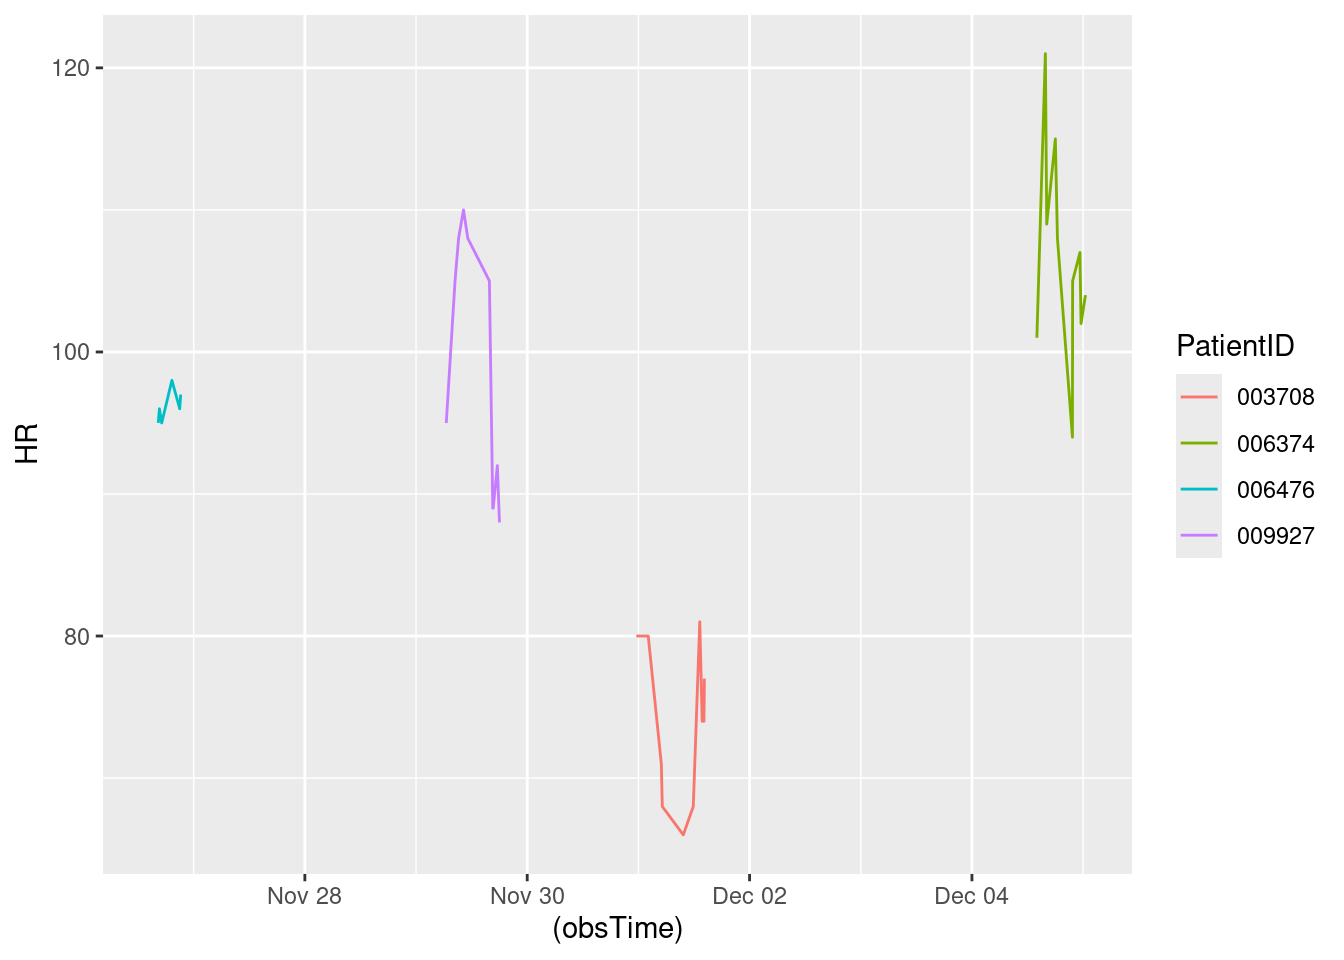 120
100
80
HR
Nov 28
Nov 30
Dec 02
Dec 04
(obsTime)
PatientID
003708
006374
006476
009927